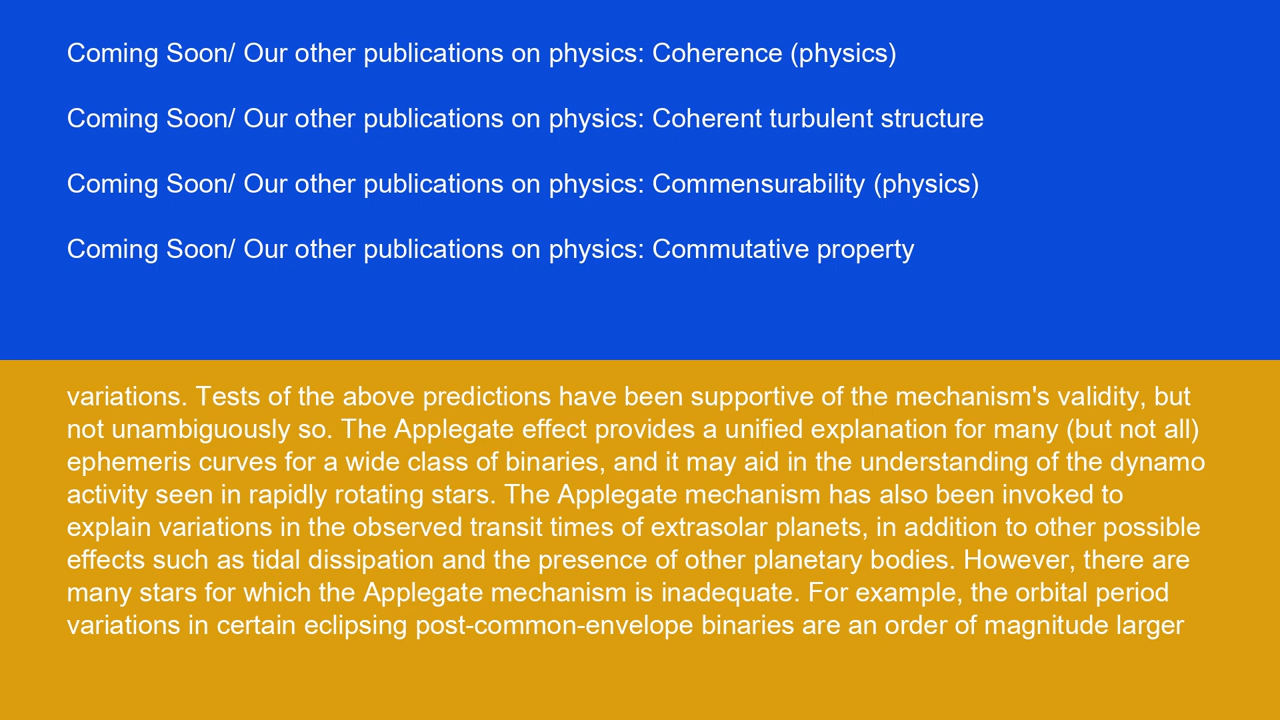 Coming Soon/ Our other publications on physics: Coherence (physics)
Coming Soon/ Our other publications on physics: Coherent turbulent structure
Coming Soon/ Our other publications on physics: Commensurability (physics)
Coming Soon/ Our other publications on physics: Commutative property
variations. Tests of the above predictions have been supportive of the mechanism's validity, but
not unambiguously so. The Applegate effect provides a unified explanation for many (but not all)
ephemeris curves for a wide class of binaries, and it may aid in the understanding of the dynamo
activity seen in rapidly rotating stars. The Applegate mechanism has also been invoked to
explain variations in the observed transit times of extrasolar planets, in addition to other possible
effects such as tidal dissipation and the presence of other planetary bodies. However, there are
many stars for which the Applegate mechanism is inadequate. For example, the orbital period
variations in certain eclipsing post-common-envelope binaries are an order of magnitude larger